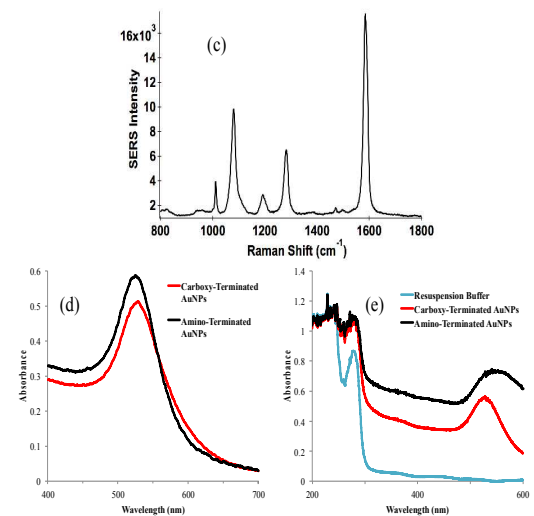 (c)
SERS Intensity
16x10³
14
12
10
8
6
4
2
800 1000 1200 1400 1600 1800
Raman Shift (cm⁻¹)
(d)
Carboxy-Terminated
AuNPs
Amino-Terminated
AuNPs
Absorbance
0.6
0.5
0.4
0.3
0.2
0.1
0
400 500 600 700
Wavelength (nm)
(e)
Resuspension Buffer
Carboxy-Terminated AuNPs
Amino-Terminated AuNPs
Absorbance
1.4
1.2
1
0.8
0.6
0.4
0.2
0
200 300 400 500 600
Wavelength (nm)